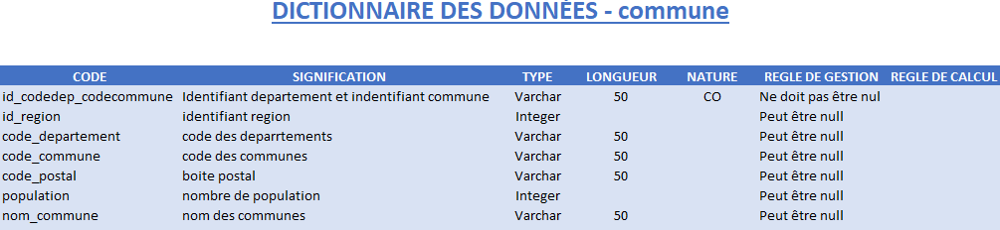 DICTIONNAIRE DES DONNÉES - commune
CODE SIGNIFICATION TYPE LONGUEUR NATURE REGLE DE GESTION REGLE DE CALCUL
id_codedep_codecommune Identifiant departement et indentifiant commune Varchar 50 CO Ne doit pas être nul
id_region identifiant region Integer Peut être null
code_departement code des deparrtements Varchar 50 Peut être null
code_commune code des communes Varchar 50 Peut être null
code_postal boite postal Varchar 50 Peut être null
population nombre de population Integer Peut être null
nom_commune nom des communes Varchar 50 Peut être null